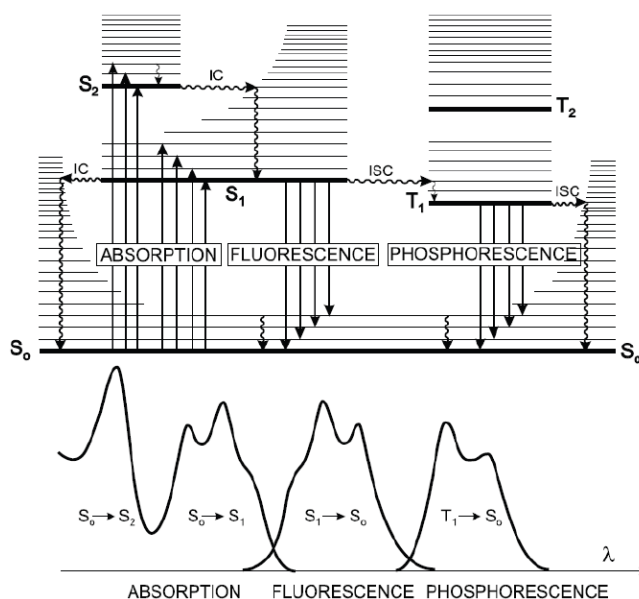 S₂
IC
T₂
IC
S₁
ISC
T₁
ISC
ABSORPTION
FLUORESCENCE
PHOSPHORESCENCE
Sₒ
Sₒ
Sₒ → S₂
Sₒ → S₁
S₁ → Sₒ
T₁ → Sₒ
λ
ABSORPTION
FLUORESCENCE
PHOSPHORESCENCE